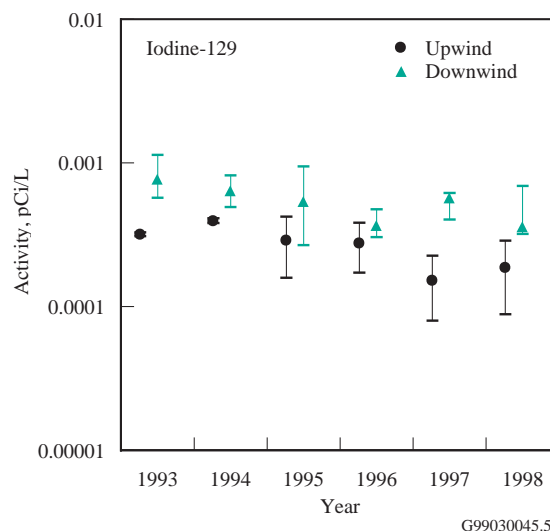 0.01
Iodine-129
Upwind
Downwind
0.001
Activity, pCi/L
0.0001
0.00001
1993 1994 1995 1996 1997 1998
Year
G99030045.5